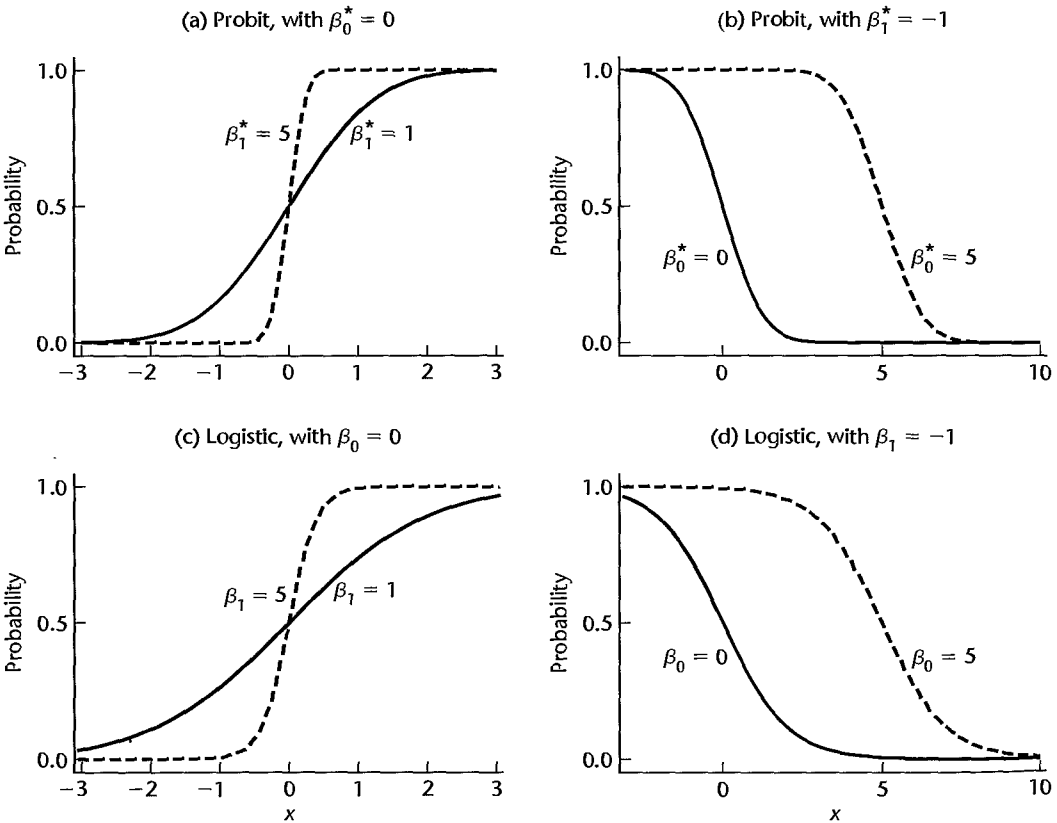 (a) Probit, with β₀* = 0
Probability
1.0
0.5
0.0
β₁* = 5
β₁* = 1
−3 −2 −1 0 1 2 3
(b) Probit, with β₁* = −1
Probability
1.0
0.5
0.0
β₀* = 0
β₀* = 5
0 5 10
(c) Logistic, with β₀ = 0
Probability
1.0
0.5
0.0
β₁ = 5
β₁ = 1
−3 −2 −1 0 1 2 3
x
(d) Logistic, with β₁ = −1
Probability
1.0
0.5
0.0
β₀ = 0
β₀ = 5
0 5 10
x